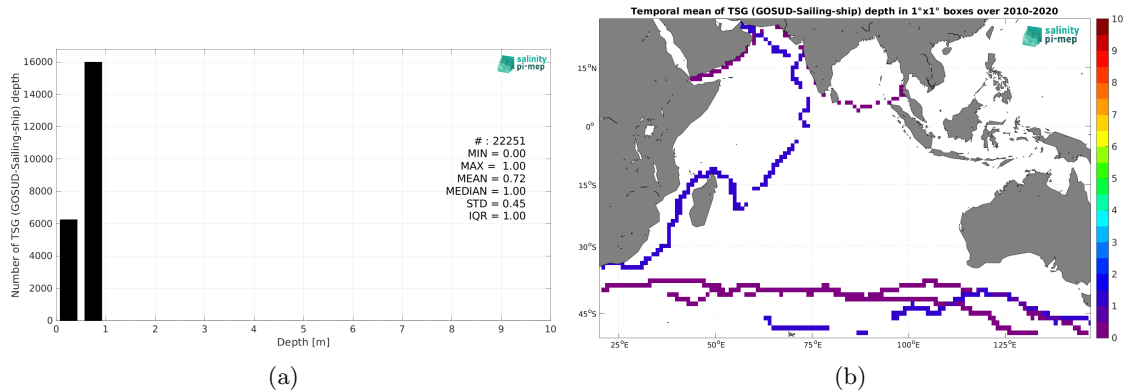 Number of TSG (GOSUD-Sailing-ship) depth
16000
14000
12000
10000
8000
6000
4000
2000
0
0 1 2 3 4 5 6 7 8 9 10
Depth [m]
salinity
pi-mep
# : 22251
MIN = 0.00
MAX = 1.00
MEAN = 0.72
MEDIAN = 1.00
STD = 0.45
IQR = 1.00
(a)
Temporal mean of TSG (GOSUD-Sailing-ship) depth in 1°x1° boxes over 2010-2020
salinity
pi-mep
15°N
0°
15°S
30°S
45°S
25°E 50°E 75°E 100°E 125°E
10
9
8
7
6
5
4
3
2
1
0
(b)